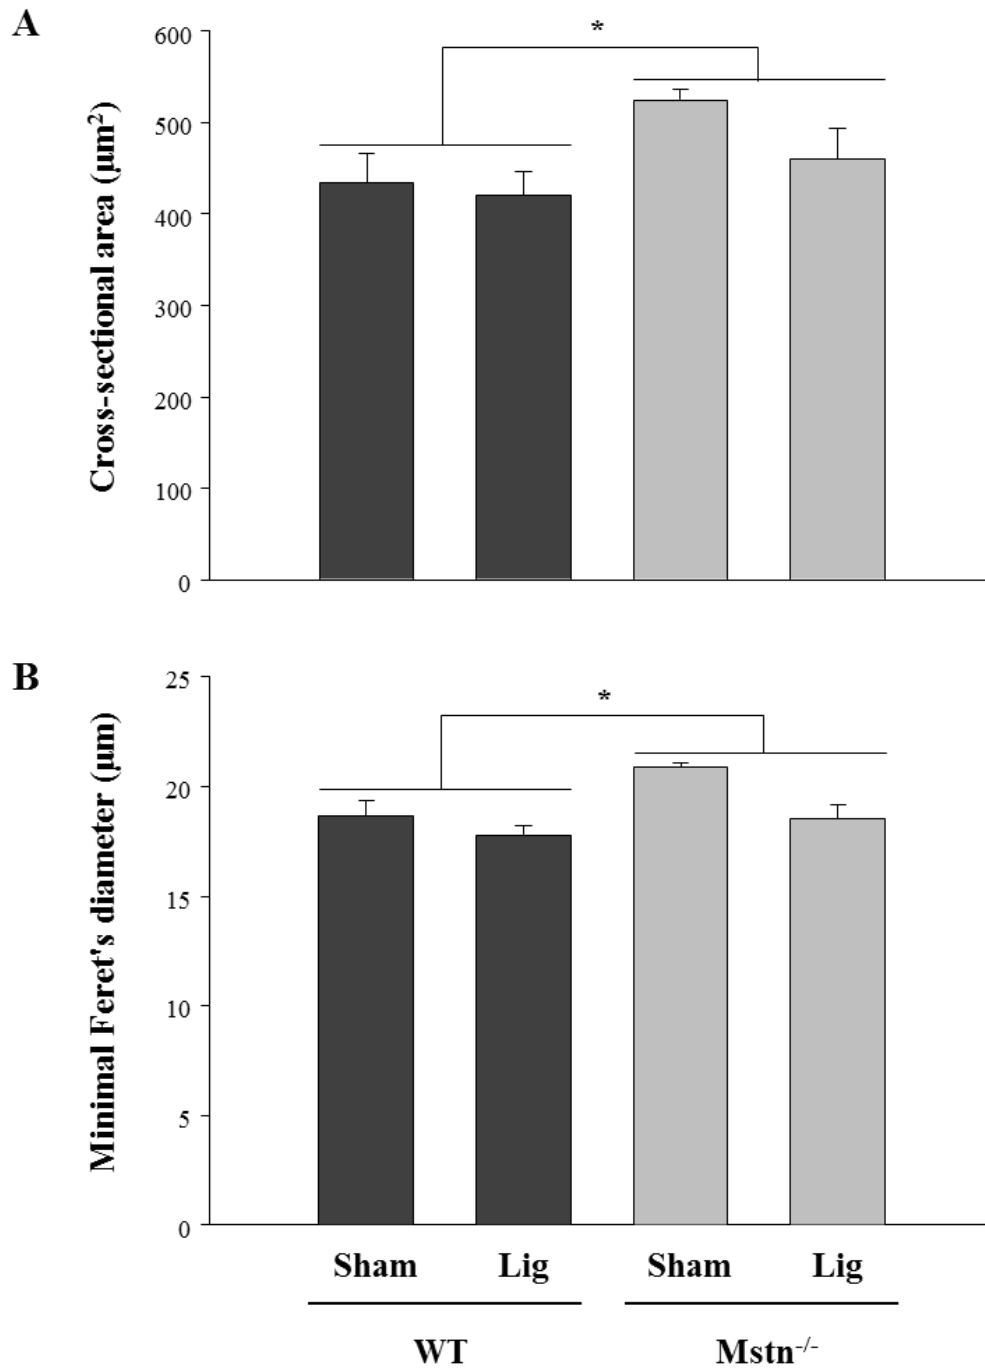 A
Cross-sectional area (μm²)
600
500
400
300
200
100
0
*
B
Minimal Feret's diameter (μm)
25
20
15
10
5
0
*
Sham Lig Sham Lig
WT Mstn⁻/⁻